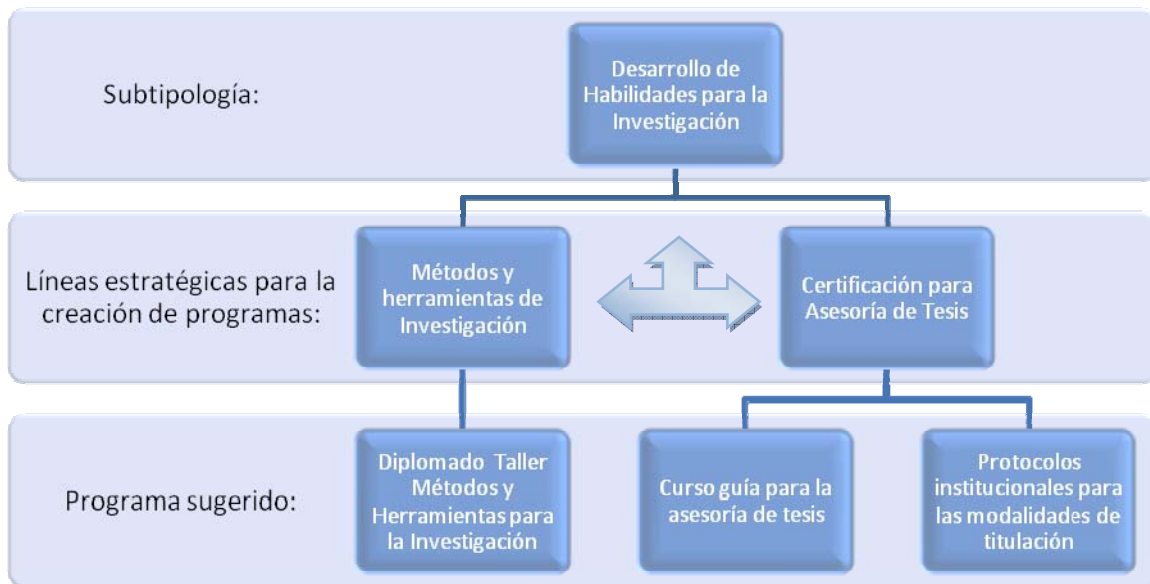 Subtipología:
Desarrollo de
Habilidades para la
Investigación
Líneas estratégicas para la
creación de programas:
Métodos y
herramientas de
Investigación
Certificación para
Asesoría de Tesis
Programa sugerido:
Diplomado Taller
Métodos y
Herramientas para
la Investigación
Curso guía para la
asesoría de tesis
Protocolos
institucionales para
las modalidades de
titulación